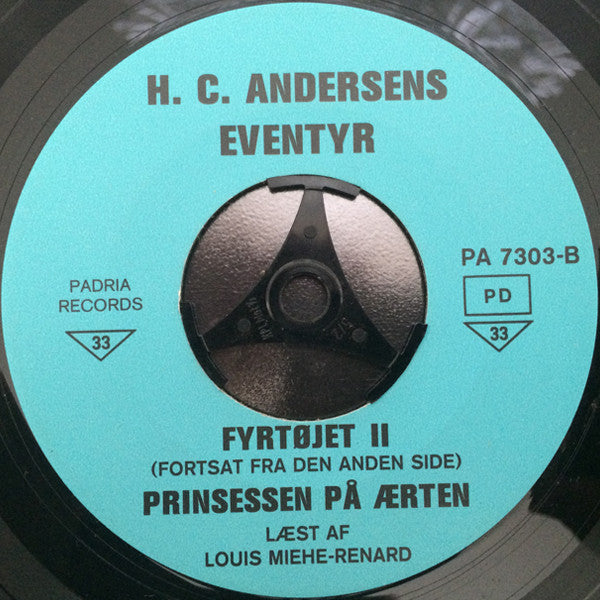 H. C. ANDERSENS
EVENTYR
PADRIA
RECORDS
33
PA 7303-B
PD
33
FYRTØJET II
(FORTSAT FRA DEN ANDEN SIDE)
PRINSESSEN PÅ ÆRTEN
LÆST AF
LOUIS MIEHE-RENARD